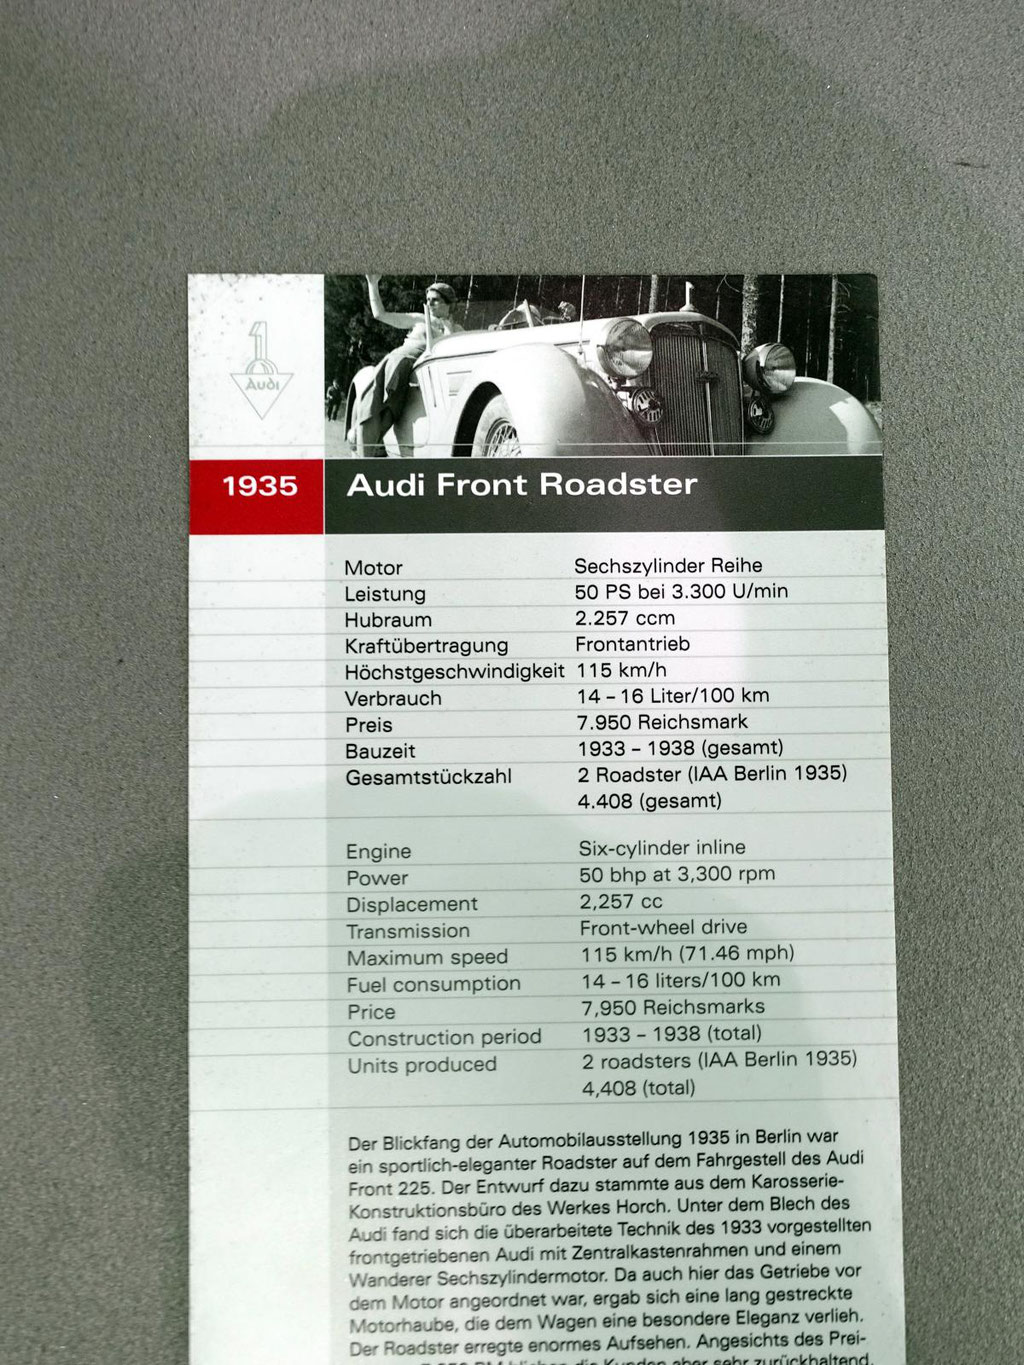 1
Audi
1935
Audi Front Roadster
Motor Sechszylinder Reihe
Leistung 50 PS bei 3.300 U/min
Hubraum 2.257 ccm
Kraftübertragung Frontantrieb
Höchstgeschwindigkeit 115 km/h
Verbrauch 14 – 16 Liter/100 km
Preis 7.950 Reichsmark
Bauzeit 1933 – 1938 (gesamt)
Gesamtstückzahl 2 Roadster (IAA Berlin 1935)
4.408 (gesamt)
Engine Six-cylinder inline
Power 50 bhp at 3,300 rpm
Displacement 2,257 cc
Transmission Front-wheel drive
Maximum speed 115 km/h (71.46 mph)
Fuel consumption 14 – 16 liters/100 km
Price 7,950 Reichsmarks
Construction period 1933 – 1938 (total)
Units produced 2 roadsters (IAA Berlin 1935)
4,408 (total)
Der Blickfang der Automobilausstellung 1935 in Berlin war
ein sportlich-eleganter Roadster auf dem Fahrgestell des Audi
Front 225. Der Entwurf dazu stammte aus dem Karosserie-
Konstruktionsbüro des Werkes Horch. Unter dem Blech des
Audi fand sich die überarbeitete Technik des 1933 vorgestellten
frontgetriebenen Audi mit Zentralkastenrahmen und einem
Wanderer Sechszylindermotor. Da auch hier das Getriebe vor
dem Motor angeordnet war, ergab sich eine lang gestreckte
Motorhaube, die dem Wagen eine besondere Eleganz verlieh.
Der Roadster erregte enormes Aufsehen. Angesichts des Prei-
die Kunden aber sehr zurückhaltend.